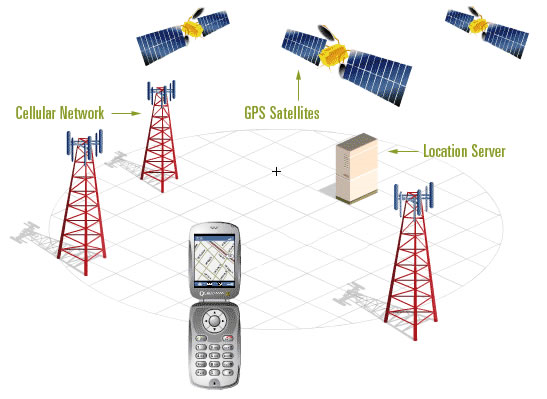 GPS Satellites
Cellular Network
Location Server